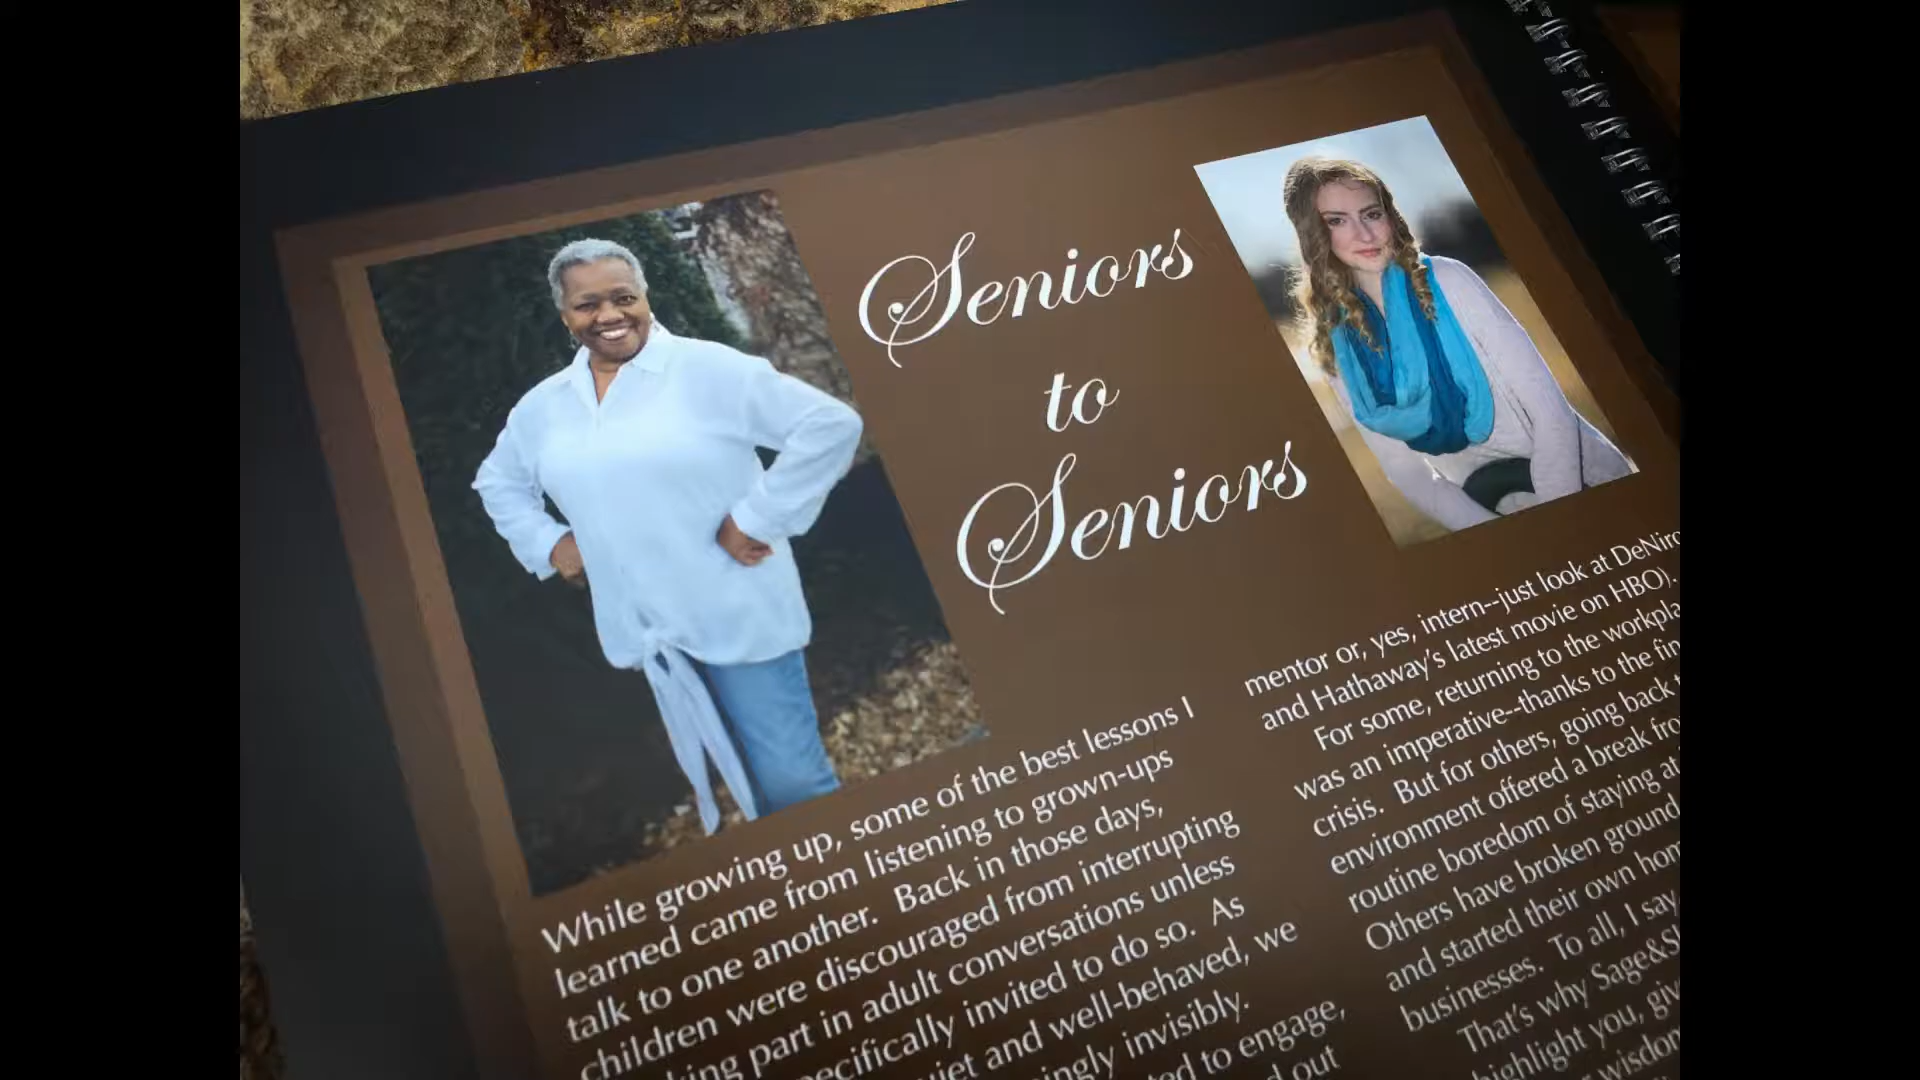 Seniors
to
Seniors
While growing up, some of the best lessons I
learned came from listening to grown-ups
talk to one another. Back in those days,
children were discouraged from interrupting
part in adult conversations unless
invited to do so. As
and well-behaved, we
invisibly.
to engage,
out
mentor or, yes, intern--just look at DeNiro
and Hathaway's latest movie on HBO).
For some, returning to the
was an imperative--thanks to the
crisis. But for others, going back
environment offered a break
routine boredom of staying at
Others have broken ground
and started their own
businesses. To all, I say
That's why
highlight you,